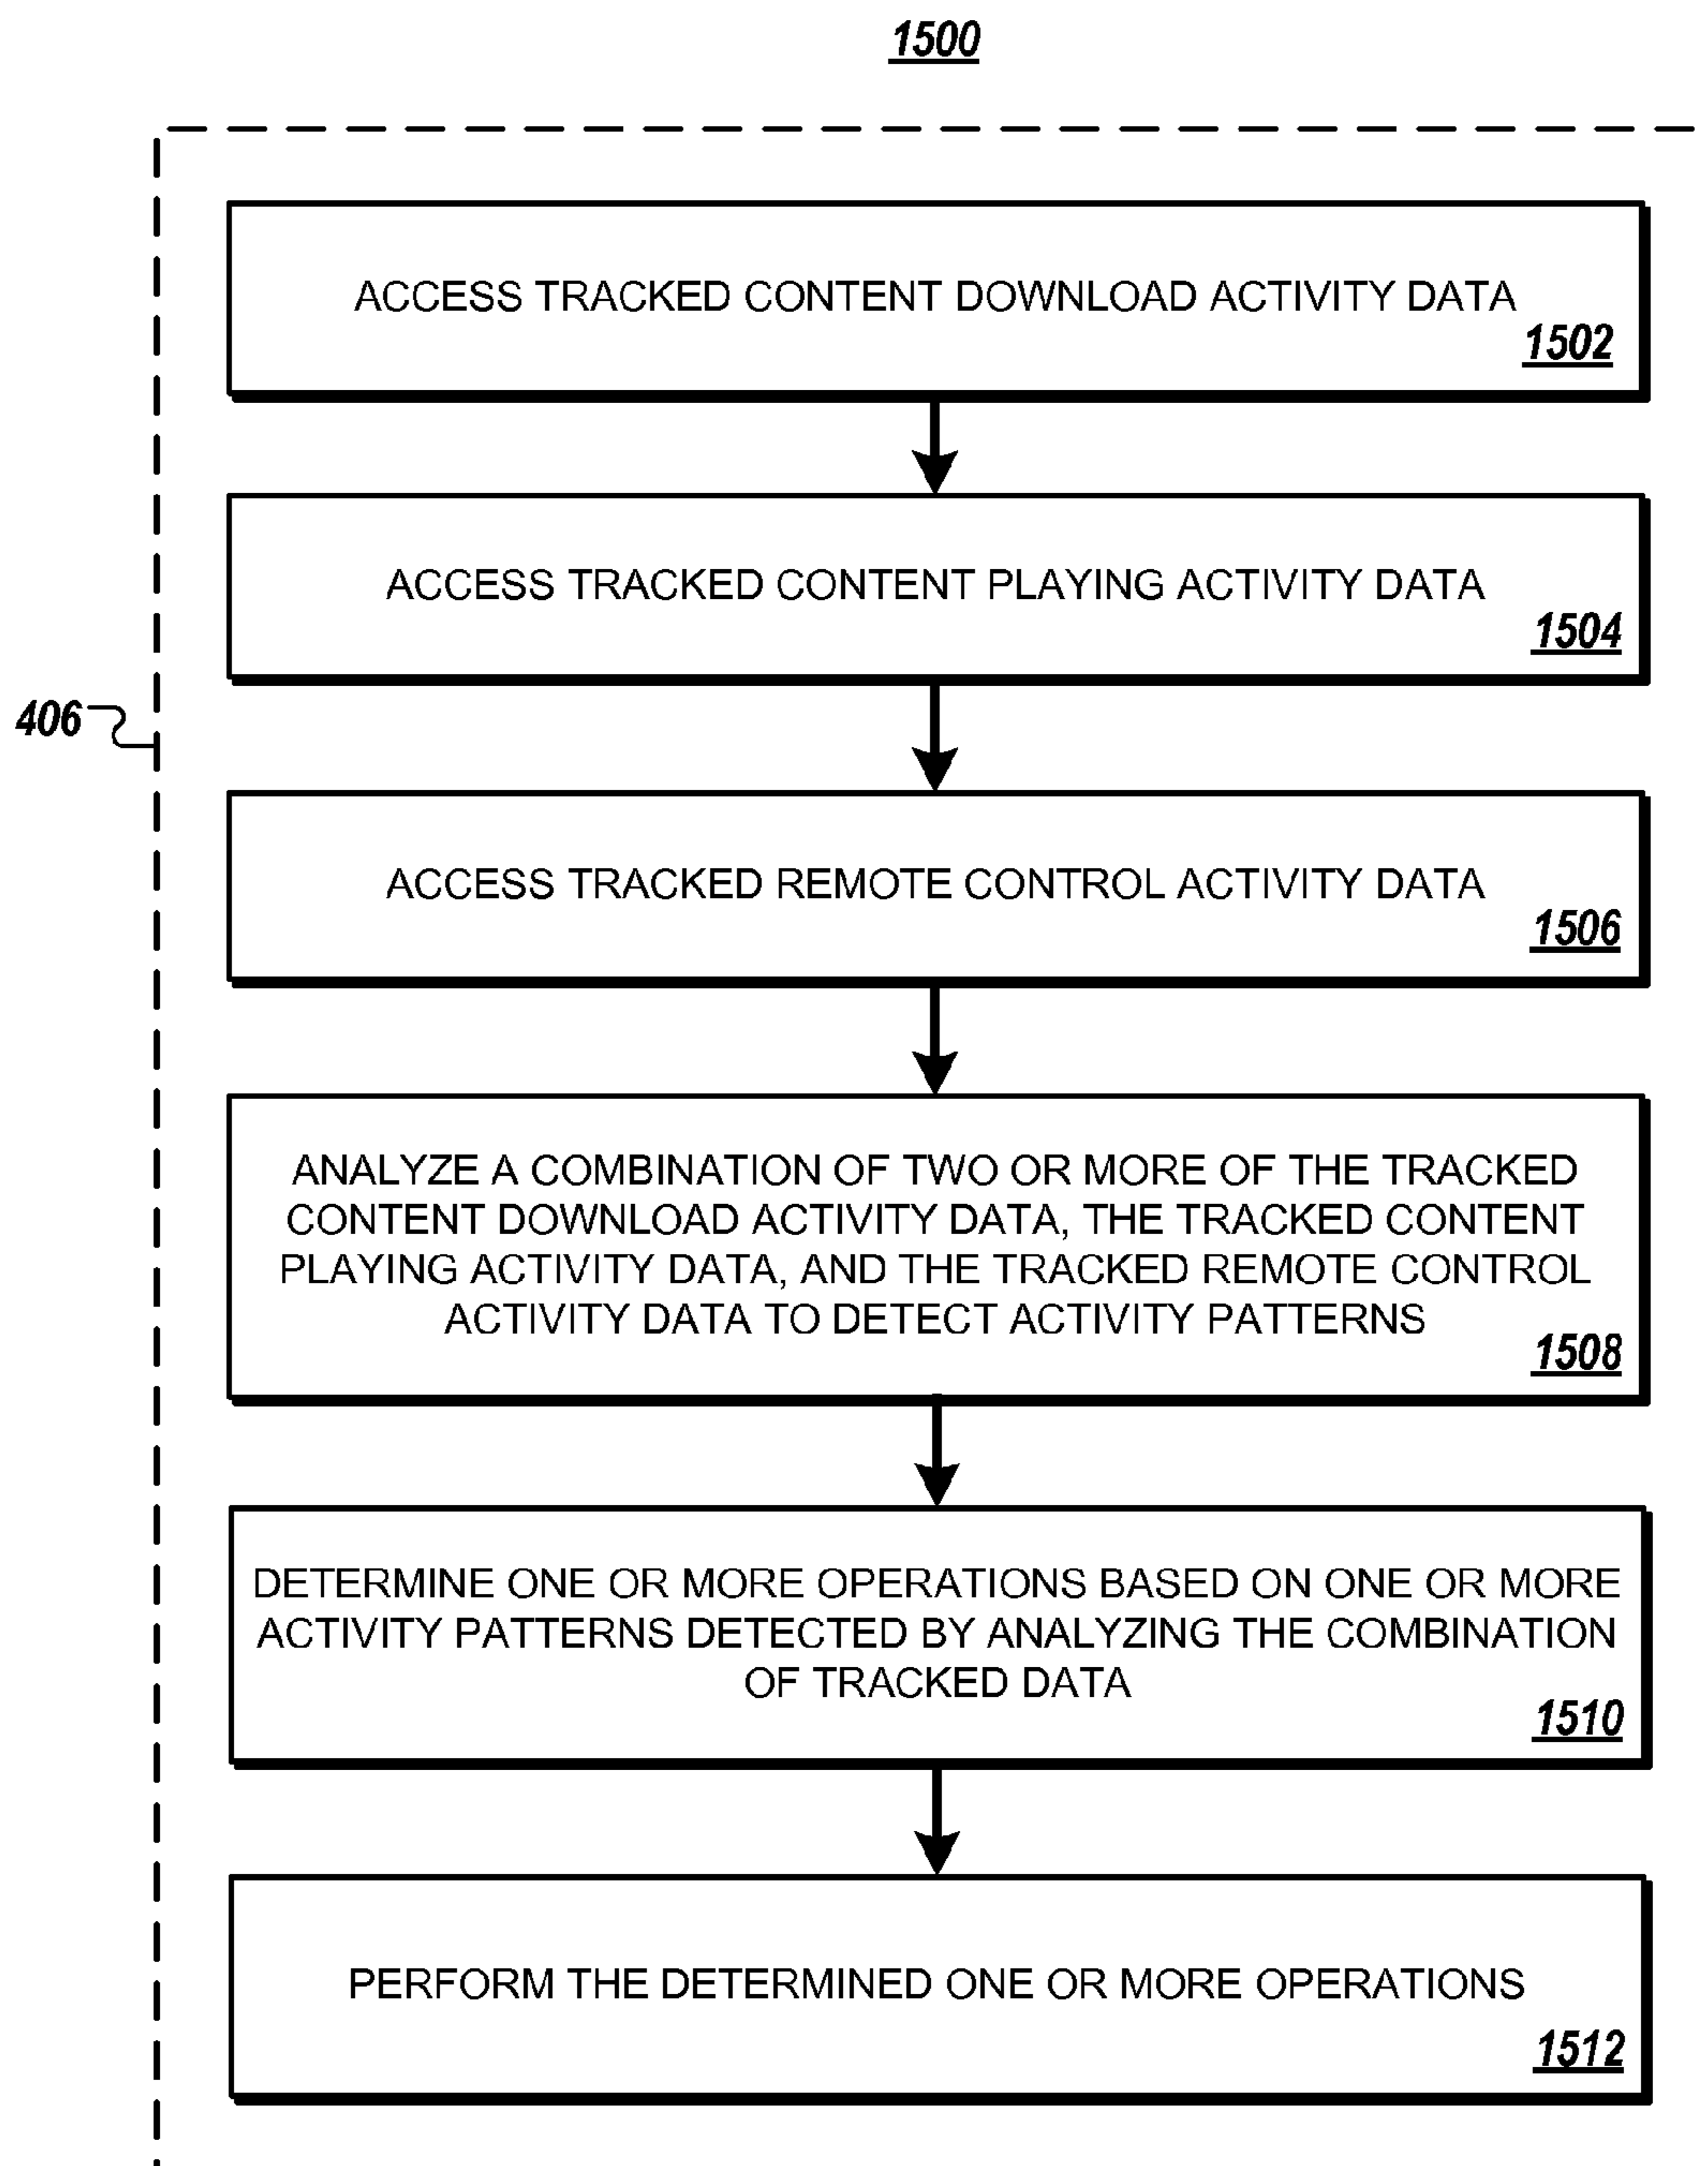 1500
ACCESS TRACKED CONTENT DOWNLOAD ACTIVITY DATA
1502
ACCESS TRACKED CONTENT PLAYING ACTIVITY DATA
1504
406
ACCESS TRACKED REMOTE CONTROL ACTIVITY DATA
1506
ANALYZE A COMBINATION OF TWO OR MORE OF THE TRACKED
CONTENT DOWNLOAD ACTIVITY DATA, THE TRACKED CONTENT
PLAYING ACTIVITY DATA, AND THE TRACKED REMOTE CONTROL
ACTIVITY DATA TO DETECT ACTIVITY PATTERNS
1508
DETERMINE ONE OR MORE OPERATIONS BASED ON ONE OR MORE
ACTIVITY PATTERNS DETECTED BY ANALYZING THE COMBINATION
OF TRACKED DATA
1510
PERFORM THE DETERMINED ONE OR MORE OPERATIONS
1512